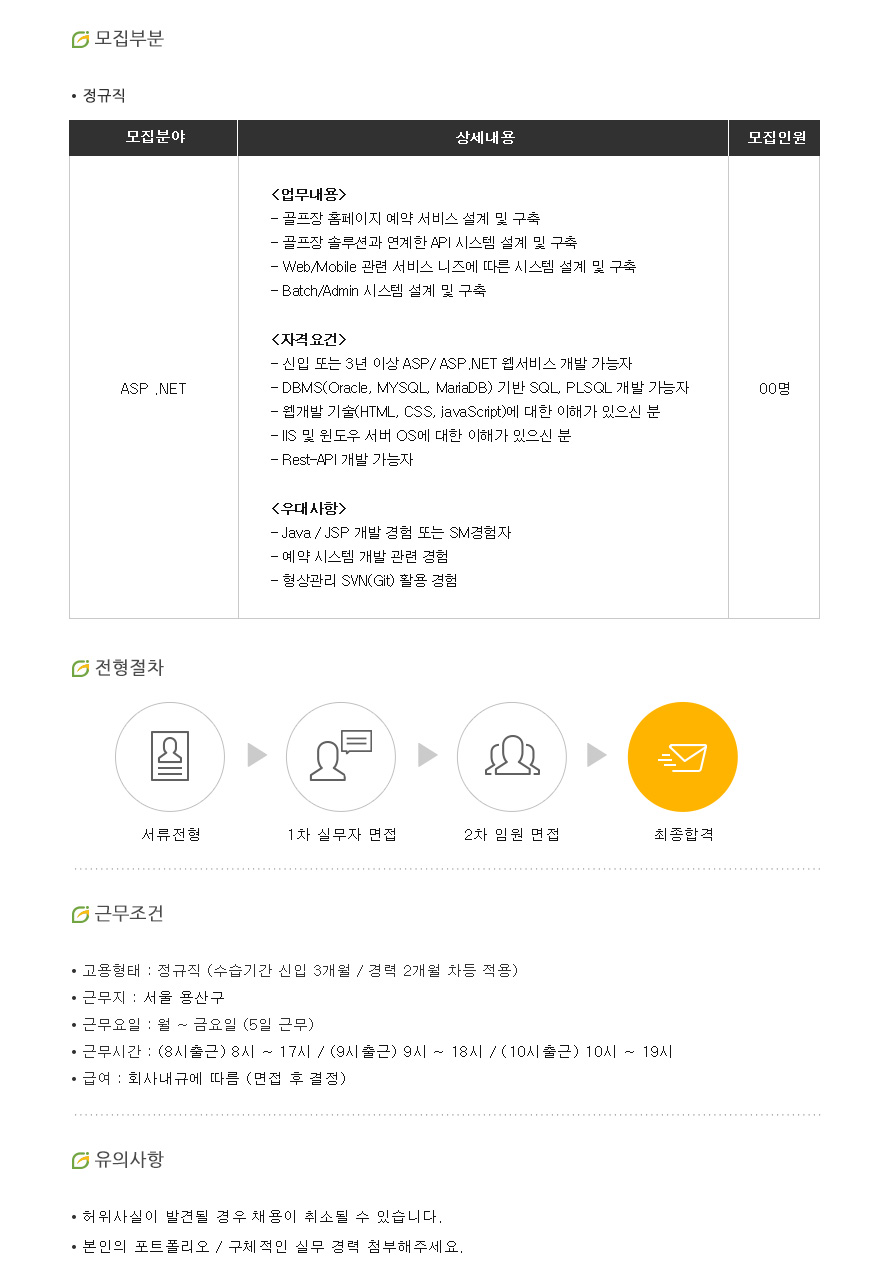 모집부분
• 정규직
모집분야 상세내용 모집인원
<업무내용>
- 골프장 홈페이지 예약 서비스 설계 및 구축
- 골프장 솔루션과 연계한 API 시스템 설계 및 구축
- Web/Mobile 관련 서비스 니즈에 따른 시스템 설계 및 구축
- Batch/Admin 시스템 설계 및 구축
<자격요건>
- 신입 또는 3년 이상 ASP/ ASP.NET 웹서비스 개발 가능자
ASP .NET
- DBMS(Oracle, MYSQL, MariaDB) 기반 SQL, PLSQL 개발 가능자
00명
- 웹개발 기술(HTML, CSS, javaScript)에 대한 이해가 있으신 분
- IIS 및 윈도우 서버 OS에 대한 이해가 있으신 분
- Rest-API 개발 가능자
<우대사항>
- Java / JSP 개발 경험 또는 SM경험자
- 예약 시스템 개발 관련 경험
- 형상관리 SVN(Git) 활용 경험
전형절차
서류전형 1차 실무자 면접 2차 임원 면접 최종합격
근무조건
• 고용형태 : 정규직 (수습기간 신입 3개월 / 경력 2개월 차등 적용)
• 근무지 : 서울 용산구
• 근무요일 : 월 ~ 금요일 (5일 근무)
• 근무시간 : (8시출근) 8시 ~ 17시 / (9시출근) 9시 ~ 18시 / (10시출근) 10시 ~ 19시
• 급여 : 회사내규에 따름 (면접 후 결정)
유의사항
• 허위사실이 발견될 경우 채용이 취소될 수 있습니다.
• 본인의 포트폴리오 / 구체적인 실무 경력 첨부해주세요.